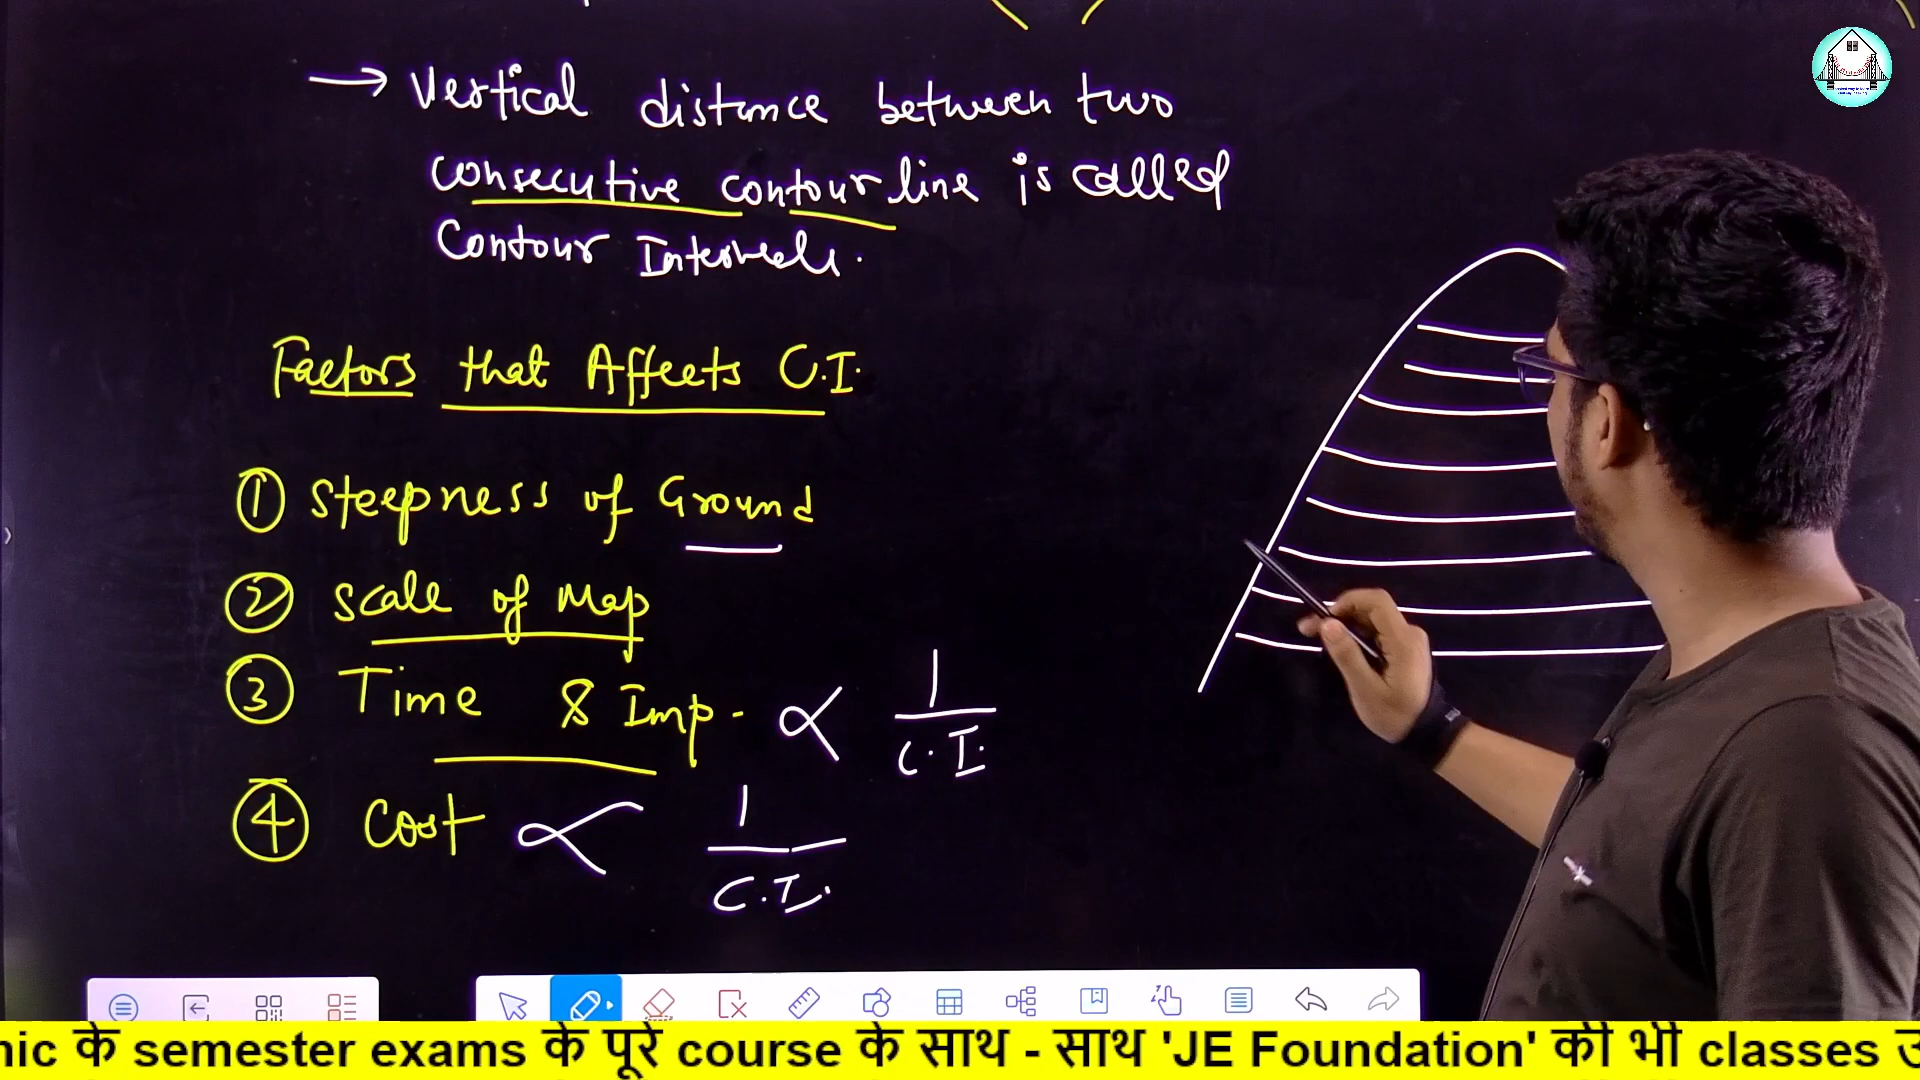 → Vertical distance between two
consecutive contour line is called
Contour Intervals.
Factors that Affects C.I.
① Steepness of Ground
② Scale of Map
③ Time & Imp. ∝ 1/C.I.
④ Cost ∝ 1/C.I.
nic के semester exams के पूरे course के साथ - साथ 'JE Foundation' की भी classes उ